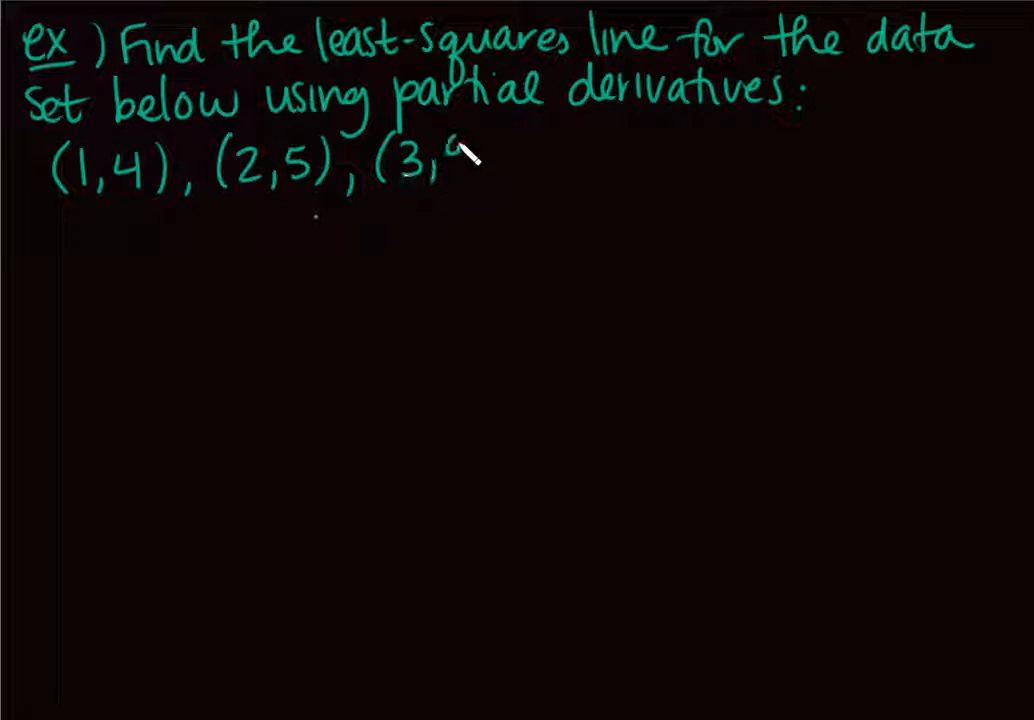 ex) Find the least-squares line for the data
set below using partial derivatives:
(1,4), (2,5), (3,